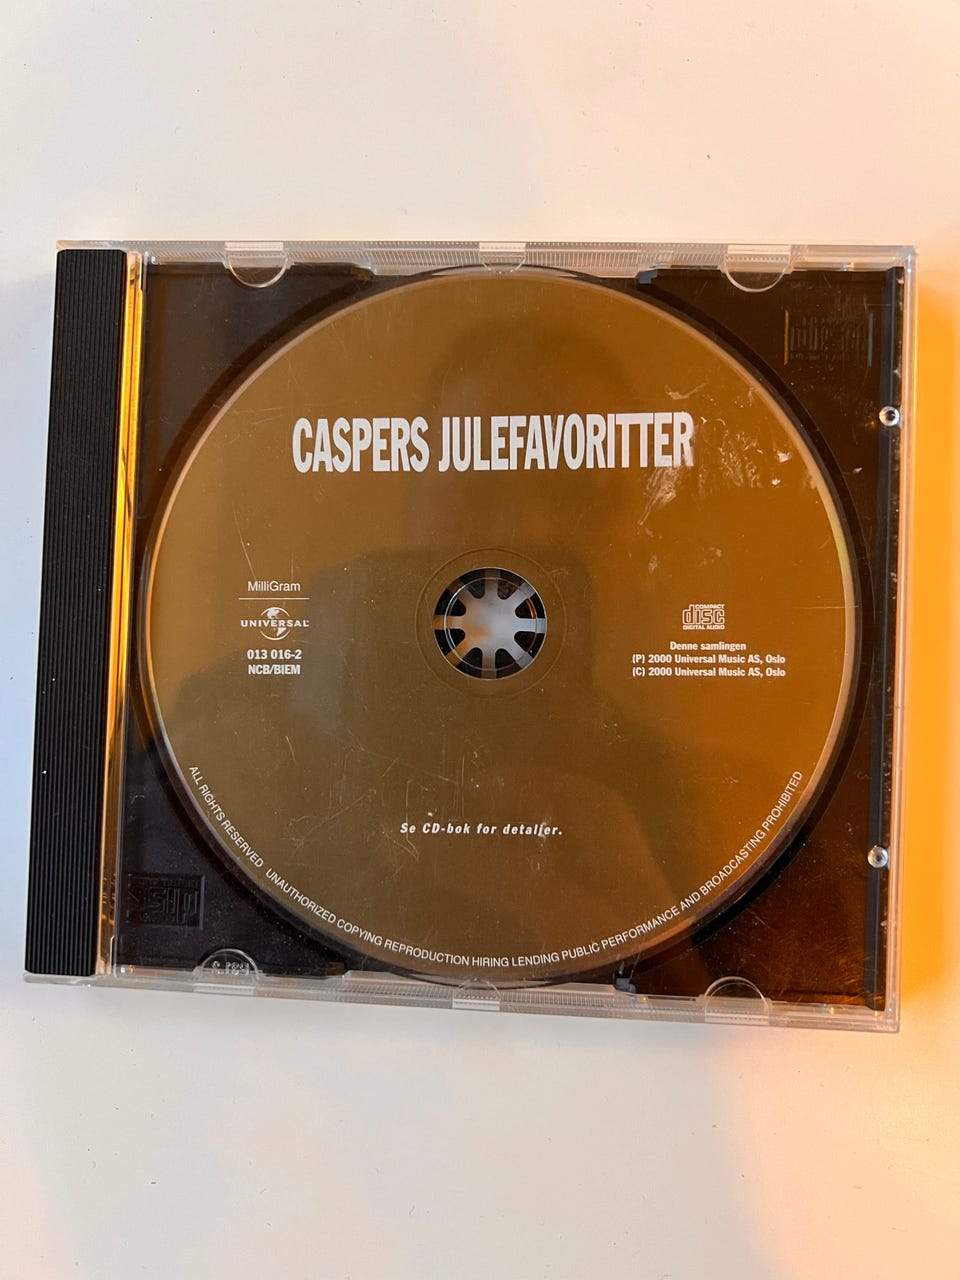 CASPERS JULEFAVORITTER
MilliGram
UNIVERSAL
013 016-2
NCB/BIEM
COMPACT
disc
DIGITAL AUDIO
Denne samlingen
(P) 2000 Universal Music AS, Oslo
(C) 2000 Universal Music AS, Oslo
Se CD-bok for detaljer.
ALL RIGHTS RESERVED UNAUTHORIZED COPYING REPRODUCTION HIRING LENDING PUBLIC PERFORMANCE AND BROADCASTING PROHIBITED